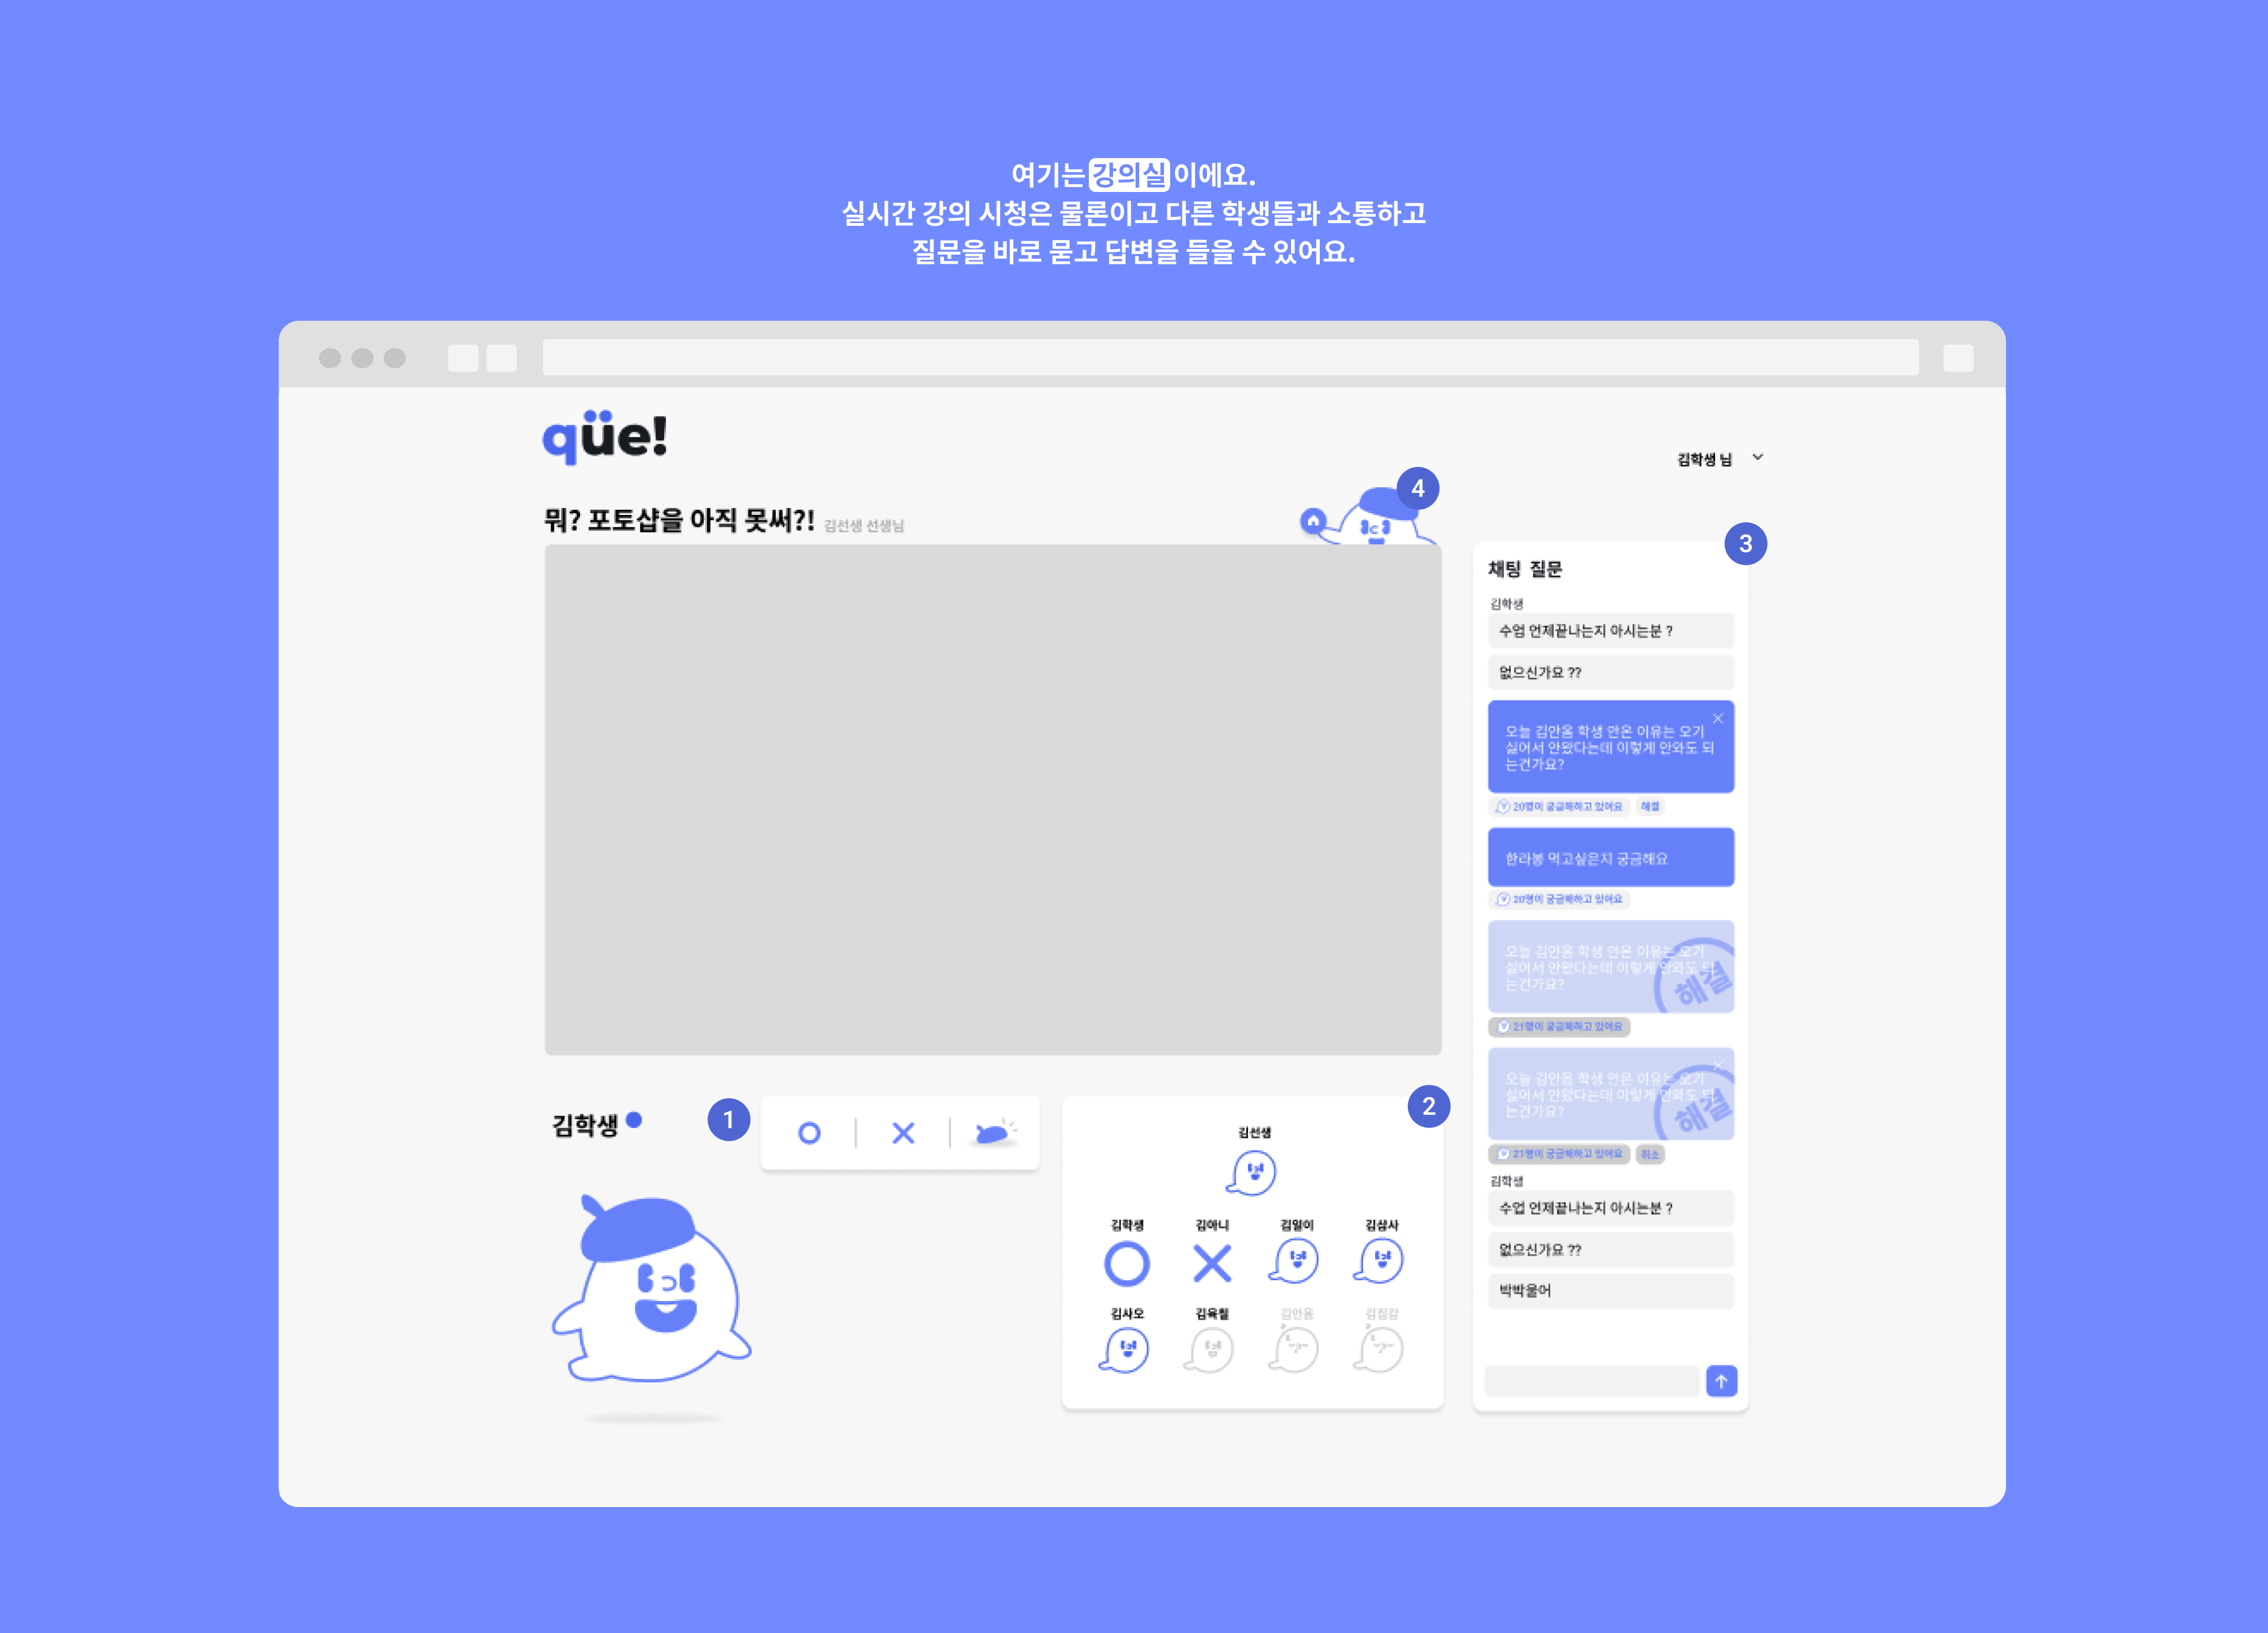 여기는 강의실 이에요.
실시간 강의 시청은 물론이고 다른 학생들과 소통하고
질문을 바로 묻고 답변을 들을 수 있어요.
qüe!
김학생 님
4
뭐? 포토샵을 아직 못써?! 김선생 선생님
3
채팅 질문
김학생
수업 언제끝나는지 아시는분 ?
없으신가요 ??
오늘 김안옴 학생 안온 이유는 오기
싫어서 안왔다는데 이렇게 안와도 되
는건가요?
20명이 궁금해하고 있어요 해결
한라봉 먹고싶은지 궁금해요
20명이 궁금해하고 있어요
오늘 김안옴 학생 안온 이유는 오기
싫어서 안왔다는데 이렇게 안와도 되
는건가요?
해결
21명이 궁금해하고 있어요
오늘 김안옴 학생 안온 이유는 오기
싫어서 안왔다는데 이렇게 안와도 되
는건가요?
해결
21명이 궁금해하고 있어요 취소
김학생
수업 언제끝나는지 아시는분 ?
없으신가요 ??
박박울어
김학생
1
2
김선생
김학생 김아니 김일이 김삼사
김사오 김육칠 김안옴 김집감